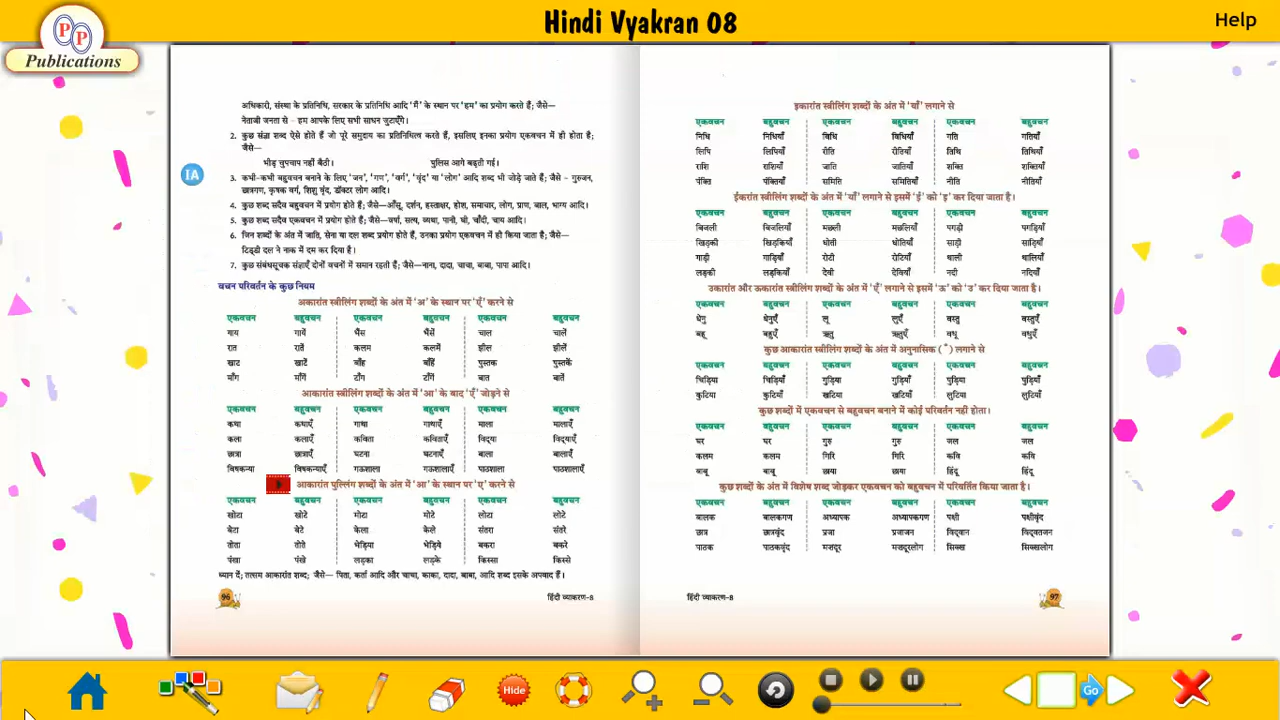 Hindi Vyakran 08
Help
PP
Publications
अधिकारी, संस्था के प्रतिनिधि, सरकार के प्रतिनिधि आदि 'मैं' के स्थान पर 'हम' का प्रयोग करते हैं; जैसे—
नेताजी जनता से – हम आपके लिए सभी साधन जुटाएँगे।
2. कुछ संज्ञा शब्द ऐसे होते हैं जो पूरे समुदाय का प्रतिनिधित्व करते हैं, इसलिए इनका प्रयोग एकवचन में ही होता है;
जैसे—
भीड़ चुपचाप नहीं बैठी। पुलिस आगे बढ़ती गई।
IA
3. कभी-कभी बहुवचन बनाने के लिए 'जन', 'गण', 'वर्ग', 'वृंद' या 'लोग' आदि शब्द भी जोड़े जाते हैं; जैसे – गुरुजन,
छात्रगण, कृषक वर्ग, शिशु वृंद, डॉक्टर लोग आदि।
4. कुछ शब्द सदैव बहुवचन में प्रयोग होते हैं; जैसे—आँसू, दर्शन, हस्ताक्षर, होश, समाचार, लोग, प्राण, बाल, भाग्य आदि।
5. कुछ शब्द सदैव एकवचन में प्रयोग होते हैं; जैसे—वर्षा, सत्य, व्यथा, पानी, घी, चाँदी, चाय आदि।
6. जिन शब्दों के अंत में जाति, सेना या दल शब्द प्रयोग होते हैं, उनका प्रयोग एकवचन में ही किया जाता है; जैसे—
टिड्डी दल ने नाक में दम कर दिया है।
7. कुछ संबंधसूचक संज्ञाएँ दोनों वचनों में समान रहती हैं; जैसे—नाना, दादा, चाचा, बाबा, पापा आदि।
वचन परिवर्तन के कुछ नियम
अकारांत स्त्रीलिंग शब्दों के अंत में 'अ' के स्थान पर 'एँ' करने से
एकवचन बहुवचन एकवचन बहुवचन एकवचन बहुवचन
गाय गायें भैंस भैंसें चाल चालें
रात रातें कलम कलमें झील झीलें
खाट खाटें बाँह बाँहें पुस्तक पुस्तकें
माँग माँगें टाँग टाँगें बात बातें
आकारांत स्त्रीलिंग शब्दों के अंत में 'आ' के बाद 'एँ' जोड़ने से
एकवचन बहुवचन एकवचन बहुवचन एकवचन बहुवचन
कथा कथाएँ गाथा गाथाएँ माला मालाएँ
कला कलाएँ कविता कविताएँ विद्या विद्याएँ
छात्रा छात्राएँ घटना घटनाएँ बाला बालाएँ
विषकन्या विषकन्याएँ गऊशाला गऊशालाएँ पाठशाला पाठशालाएँ
आकारांत पुल्लिंग शब्दों के अंत में 'आ' के स्थान पर 'ए' करने से
एकवचन बहुवचन एकवचन बहुवचन एकवचन बहुवचन
खोटा खोटे मोटा मोटे लोटा लोटे
बेटा बेटे केला केले संतरा संतरे
तोता तोते भेड़िया भेड़िये बकरा बकरे
पंखा पंखे लड़का लड़के किस्सा किस्से
ध्यान दें; तत्सम आकारांत शब्द; जैसे— पिता, कर्ता आदि और चाचा, काका, दादा, बाबा, आदि शब्द इसके अपवाद हैं।
96
हिंदी व्याकरण-8
इकारांत स्त्रीलिंग शब्दों के अंत में 'याँ' लगाने से
एकवचन बहुवचन एकवचन बहुवचन एकवचन बहुवचन
निधि निधियाँ विधि विधियाँ गति गतियाँ
लिपि लिपियाँ रीति रीतियाँ तिथि तिथियाँ
राशि राशियाँ जाति जातियाँ शक्ति शक्तियाँ
पंक्ति पंक्तियाँ समिति समितियाँ नीति नीतियाँ
ईकारांत स्त्रीलिंग शब्दों के अंत में 'याँ' लगाने से इसमें 'ई' को 'इ' कर दिया जाता है।
एकवचन बहुवचन एकवचन बहुवचन एकवचन बहुवचन
बिजली बिजलियाँ मछली मछलियाँ पगड़ी पगड़ियाँ
खिड़की खिड़कियाँ धोती धोतियाँ साड़ी साड़ियाँ
गाड़ी गाड़ियाँ रोटी रोटियाँ थाली थालियाँ
लड़की लड़कियाँ देवी देवियाँ नदी नदियाँ
उकारांत और ऊकारांत स्त्रीलिंग शब्दों के अंत में 'एँ' लगाने से इसमें 'ऊ' को 'उ' कर दिया जाता है।
एकवचन बहुवचन एकवचन बहुवचन एकवचन बहुवचन
धेनु धेनुएँ लू लुएँ वस्तु वस्तुएँ
बहू बहुएँ ऋतु ऋतुएँ वधू वधुएँ
कुछ आकारांत स्त्रीलिंग शब्दों के अंत में अनुनासिक ( ँ ) लगाने से
एकवचन बहुवचन एकवचन बहुवचन एकवचन बहुवचन
चिड़िया चिड़ियाँ गुड़िया गुड़ियाँ पुड़िया पुड़ियाँ
कुटिया कुटियाँ खटिया खटियाँ लुटिया लुटियाँ
कुछ शब्दों में एकवचन से बहुवचन बनाने में कोई परिवर्तन नहीं होता।
एकवचन बहुवचन एकवचन बहुवचन एकवचन बहुवचन
घर घर गुरु गुरु जल जल
कलम कलम गिरि गिरि कवि कवि
बाबू बाबू छाया छाया हिंदू हिंदू
कुछ शब्दों के अंत में विशेष शब्द जोड़कर एकवचन को बहुवचन में परिवर्तित किया जाता है।
एकवचन बहुवचन एकवचन बहुवचन एकवचन बहुवचन
बालक बालकगण अध्यापक अध्यापकगण पक्षी पक्षीवृंद
छात्र छात्रवृंद प्रजा प्रजाजन विद्वान विद्वतजन
पाठक पाठकवृंद मजदूर मजदूरलोग सिक्ख सिक्खलोग
हिंदी व्याकरण-8
97
Hide
Go